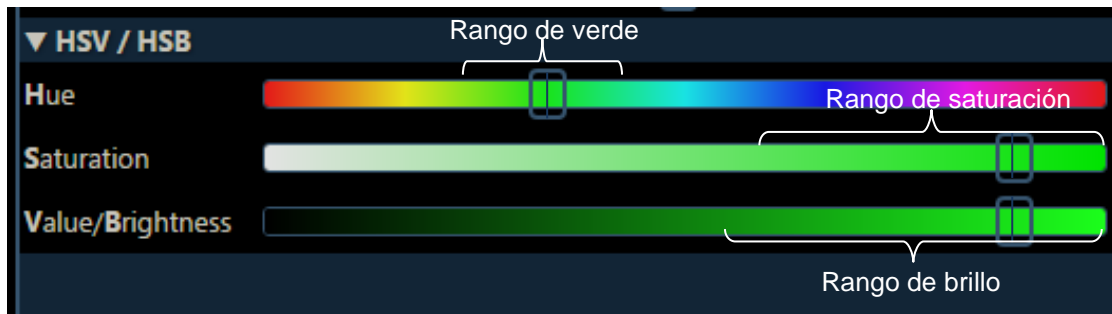 ▼ HSV / HSB
Rango de verde
Hue
Rango de saturación
Saturation
Value/Brightness
Rango de brillo